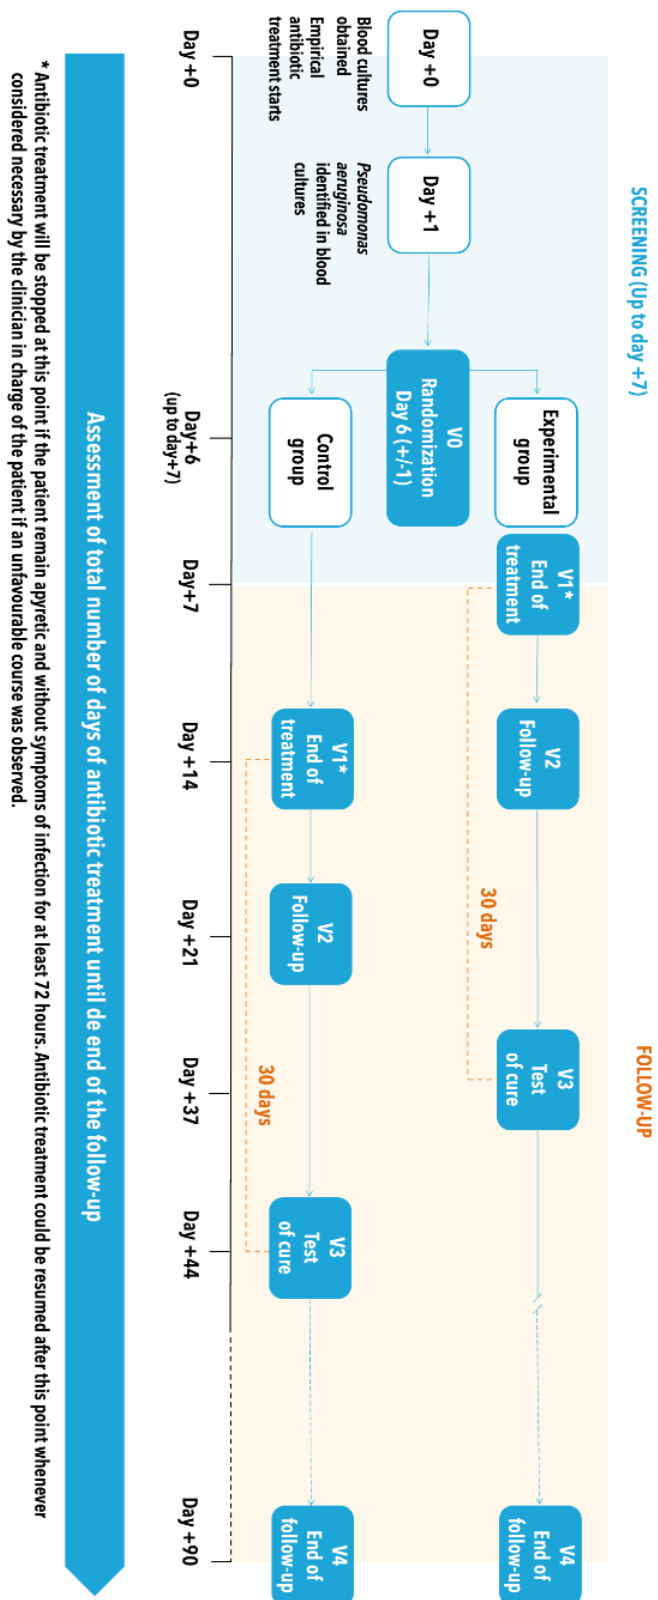 SCREENING (Up to day +7)
FOLLOW-UP
Day +0
Blood cultures
obtained
Empirical
antibiotic
treatment starts
Day +1
Pseudomonas
aeruginosa
identified in blood
cultures
V0
Randomization
Day 6 (+/1)
Experimental
group
V1*
End of
treatment
V2
Follow-up
30 days
V3
Test
of cure
V4
End of
follow-up
Control
group
V1*
End of
treatment
V2
Follow-up
30 days
V3
Test
of cure
V4
End of
follow-up
Day +0
Day+6
(up to day+7)
Day+7
Day +14
Day +21
Day +37
Day +44
Day +90
Assessment of total number of days of antibiotic treatment until de end of the follow-up
* Antibiotic treatment will be stopped at this point if the patient remain apyretic and without symptoms of infection for at least 72 hours. Antibiotic treatment could be resumed after this point whenever
considered necessary by the clinician in charge of the patient if an unfavourable course was observed.